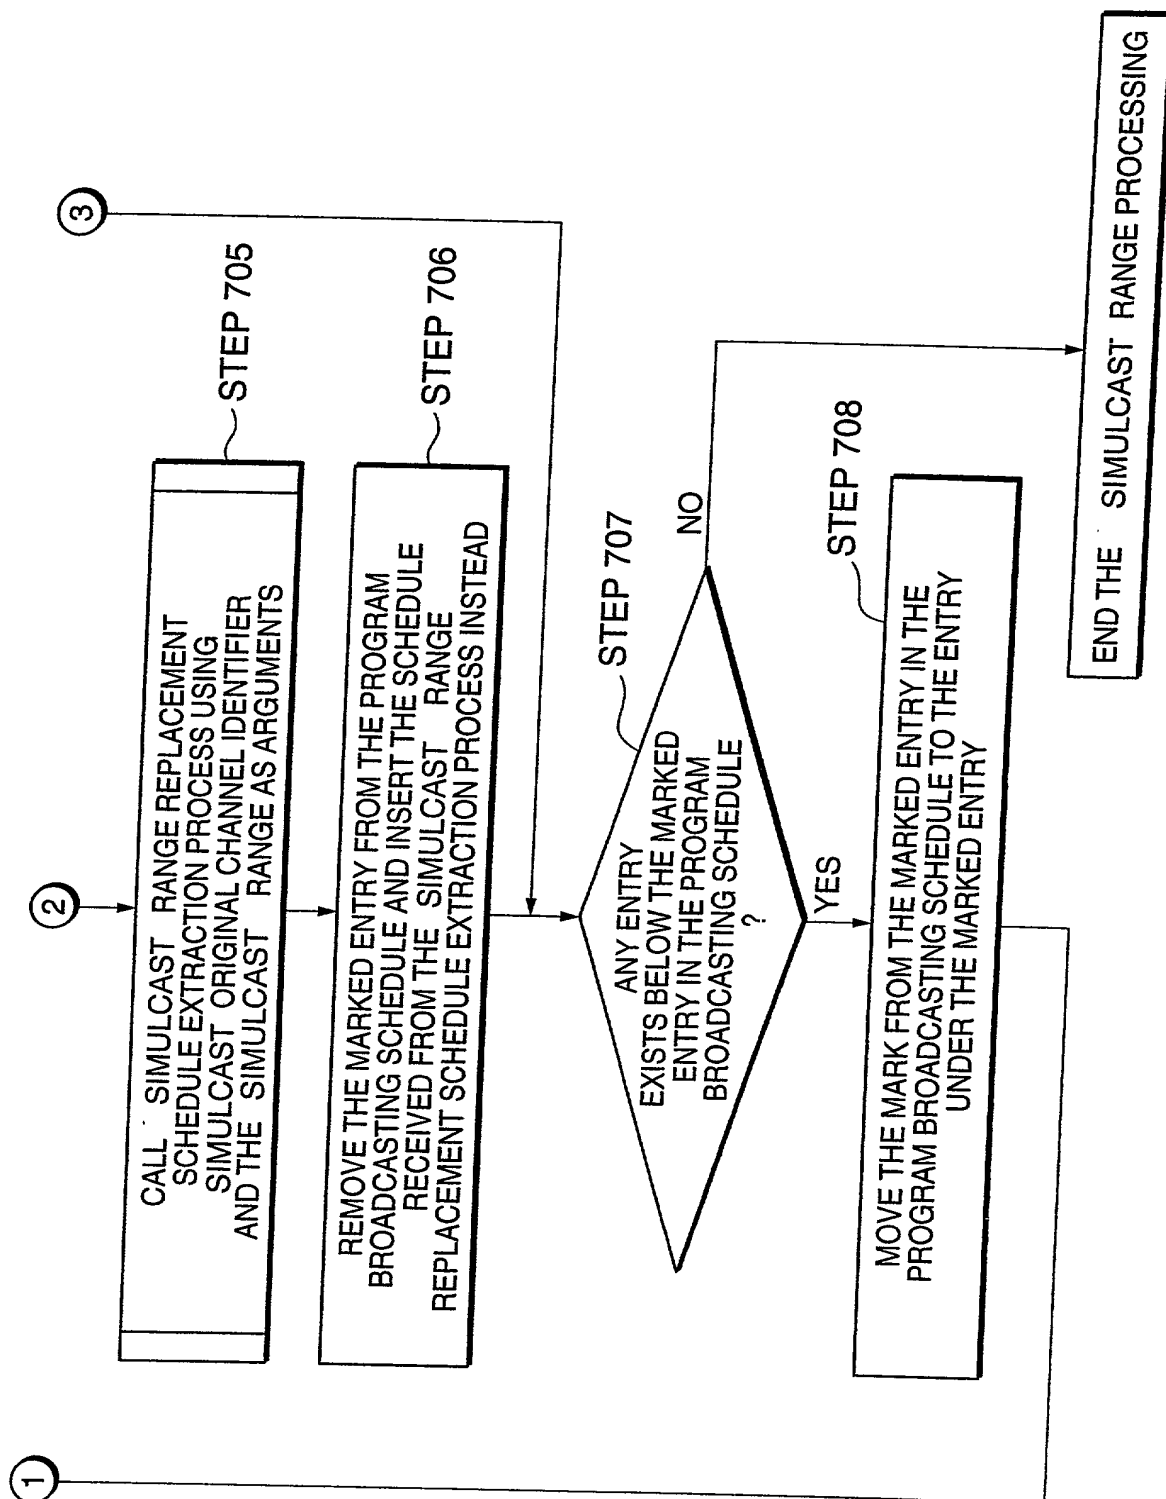 1
2
3
CALL SIMULCAST RANGE REPLACEMENT
SCHEDULE EXTRACTION PROCESS USING
SIMULCAST ORIGINAL CHANNEL IDENTIFIER
AND THE SIMULCAST RANGE AS ARGUMENTS
STEP 705
REMOVE THE MARKED ENTRY FROM THE PROGRAM
BROADCASTING SCHEDULE AND INSERT THE SCHEDULE
RECEIVED FROM THE SIMULCAST RANGE
REPLACEMENT SCHEDULE EXTRACTION PROCESS INSTEAD
STEP 706
ANY ENTRY
EXISTS BELOW THE MARKED
ENTRY IN THE PROGRAM
BROADCASTING SCHEDULE
?
STEP 707
NO
YES
MOVE THE MARK FROM THE MARKED ENTRY IN THE
PROGRAM BROADCASTING SCHEDULE TO THE ENTRY
UNDER THE MARKED ENTRY
STEP 708
END THE SIMULCAST RANGE PROCESSING